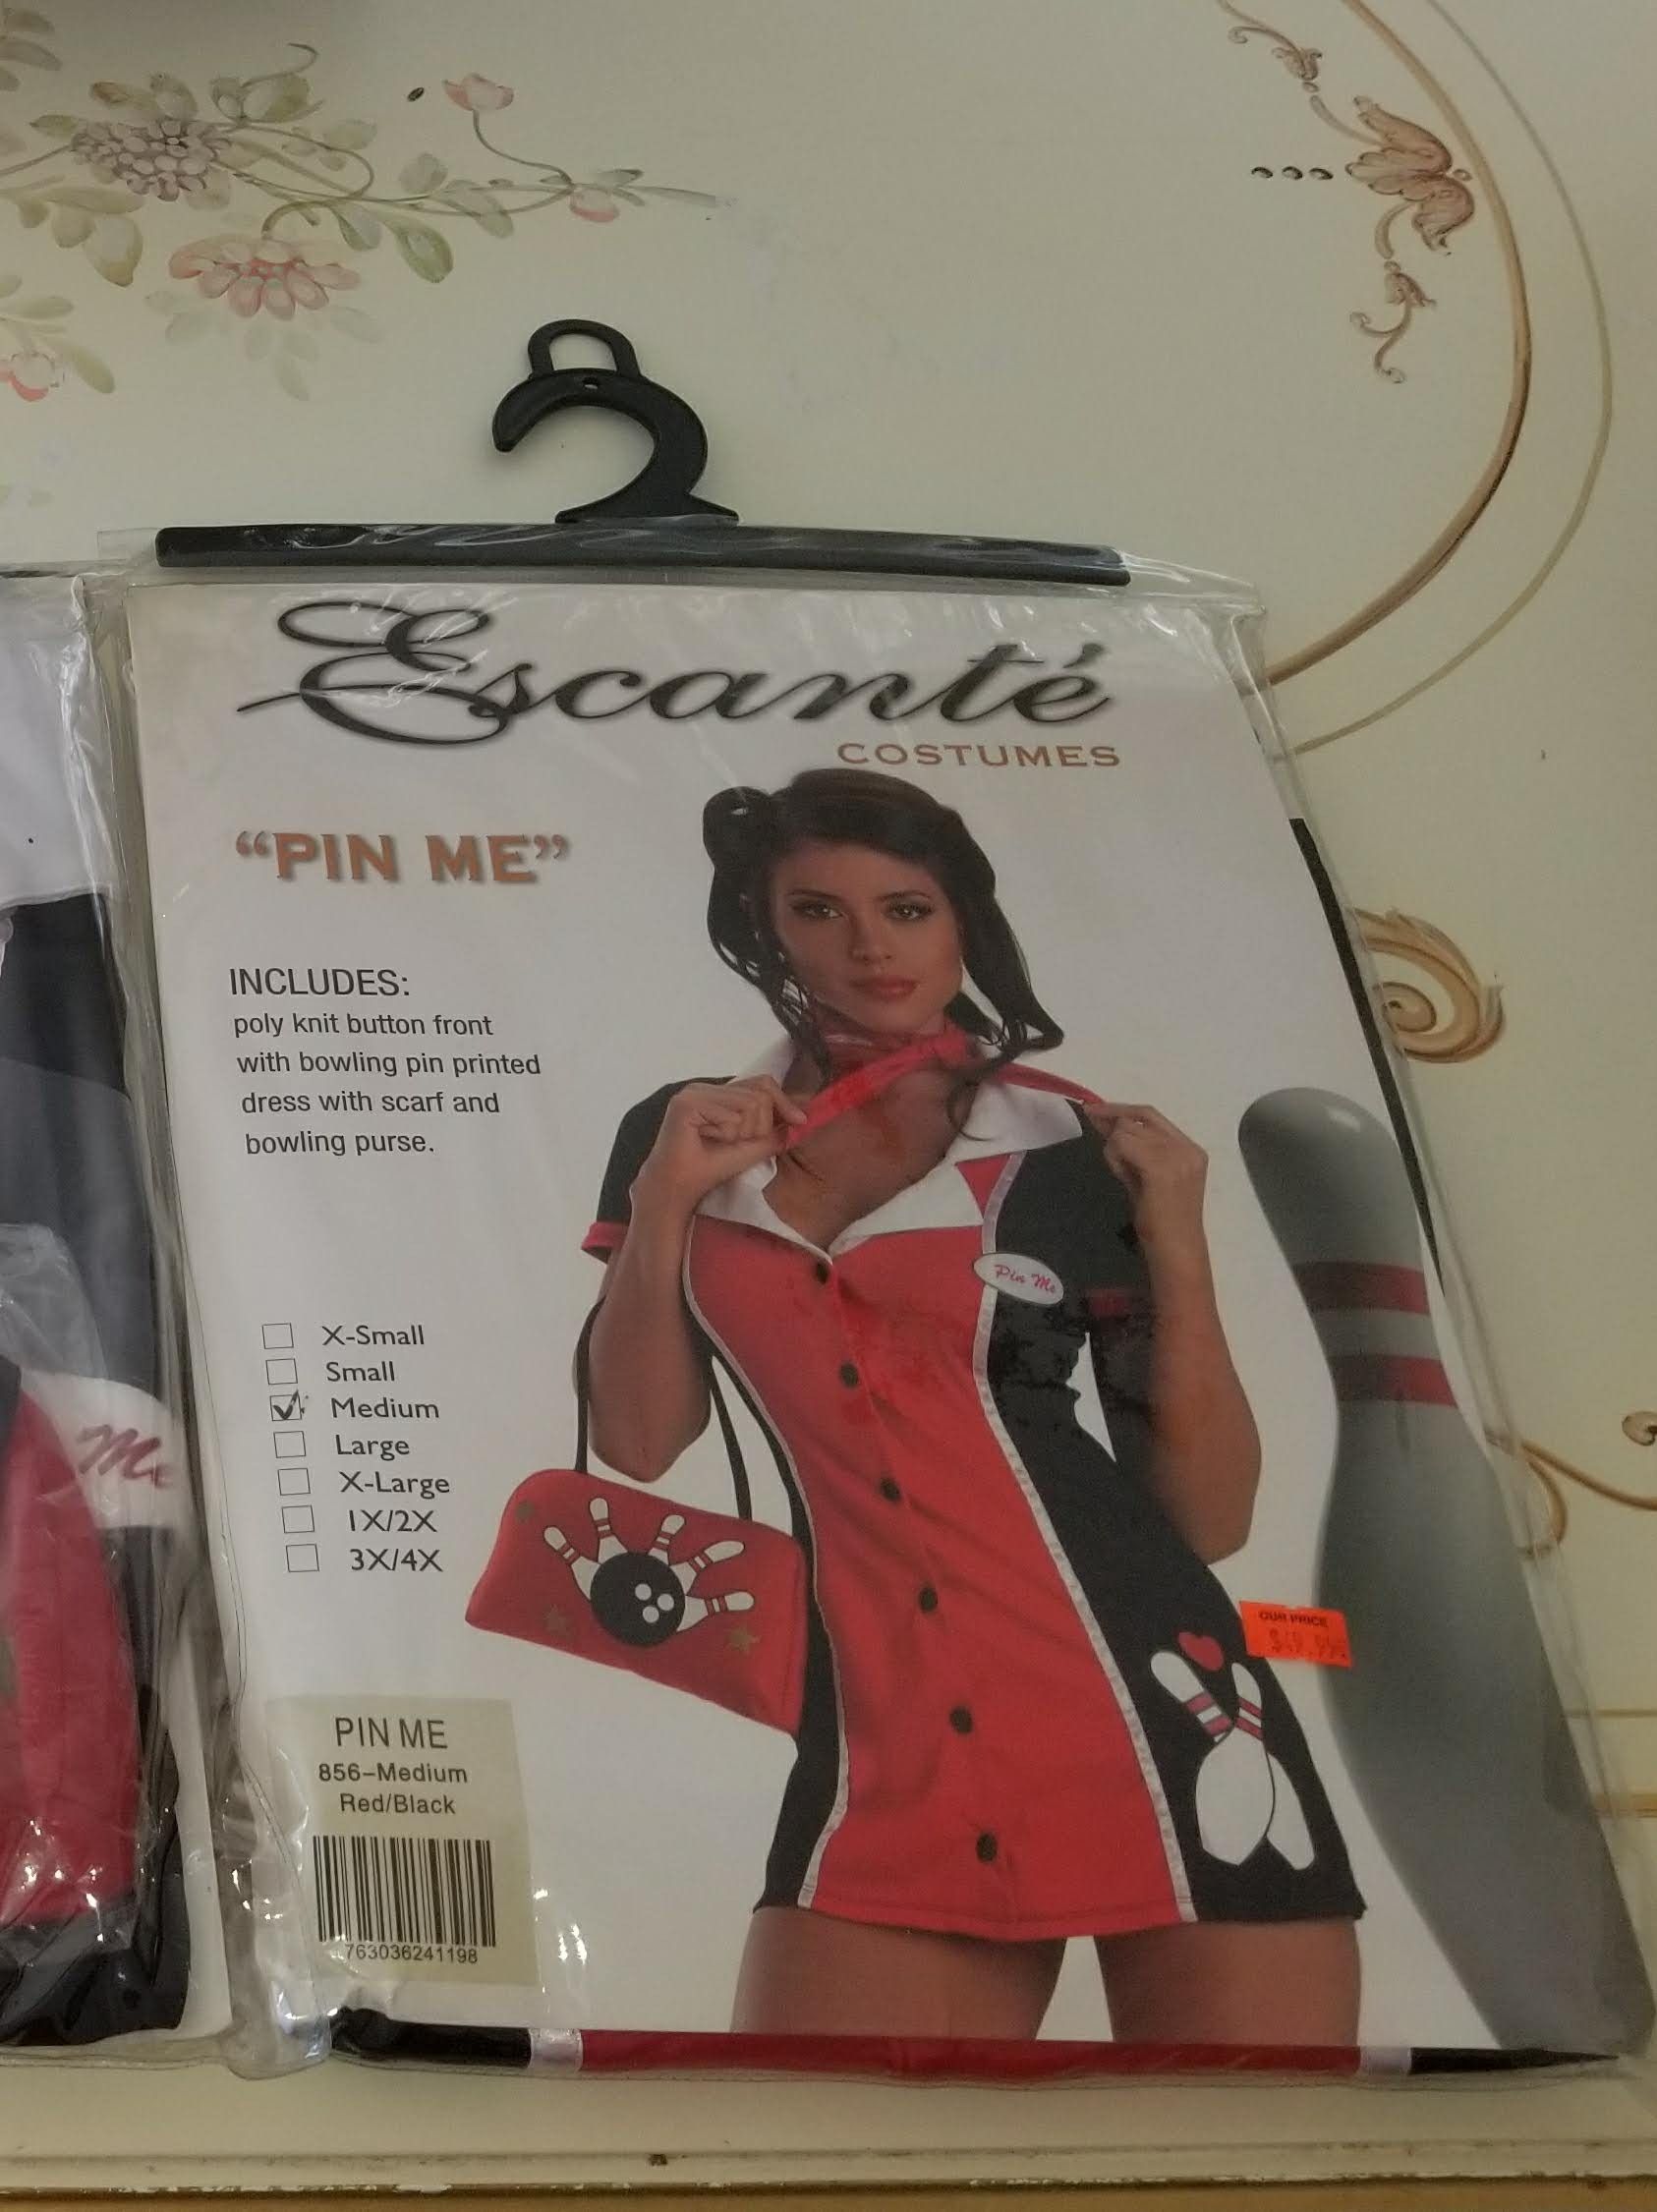 Escanté
COSTUMES
“PIN ME”
INCLUDES:
poly knit button front
with bowling pin printed
dress with scarf and
bowling purse.
Pin Me
X-Small
Small
Medium
Large
X-Large
1X/2X
3X/4X
Me
OUR PRICE
PIN ME
856-Medium
Red/Black
763036241198